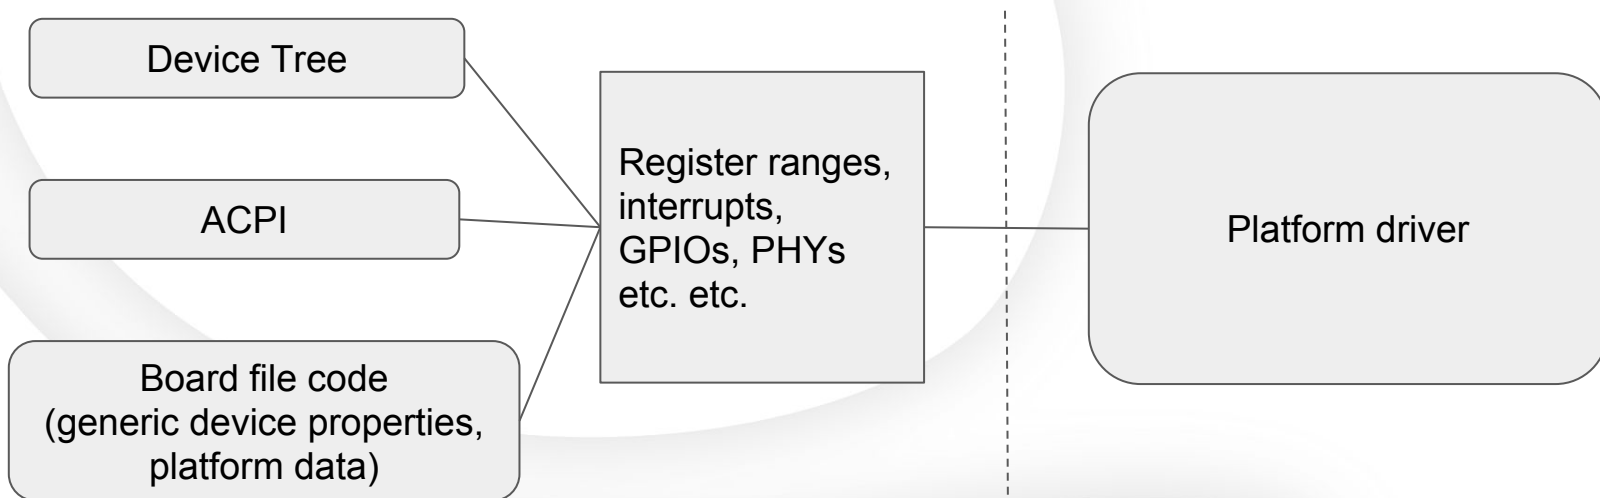 Device Tree
ACPI
Board file code
(generic device properties,
platform data)
Register ranges,
interrupts,
GPIOs, PHYs
etc. etc.
Platform driver